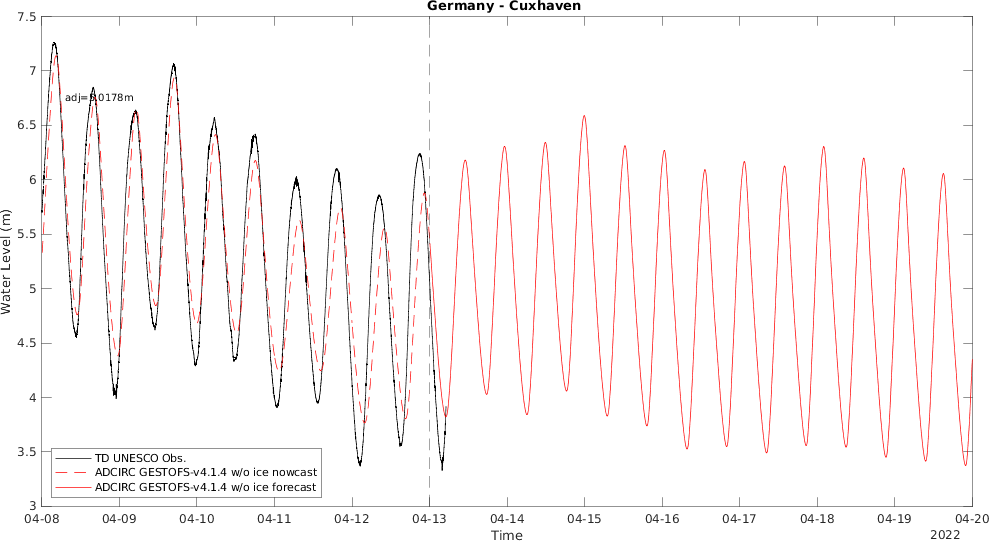 Germany - Cuxhaven
7.5
7
6.5
6
5.5
5
4.5
4
3.5
3
Water Level (m)
adj=5.0178m
TD UNESCO Obs.
ADCIRC GESTOFS-v4.1.4 w/o ice nowcast
ADCIRC GESTOFS-v4.1.4 w/o ice forecast
04-08 04-09 04-10 04-11 04-12 04-13 04-14 04-15 04-16 04-17 04-18 04-19 04-20
Time
2022